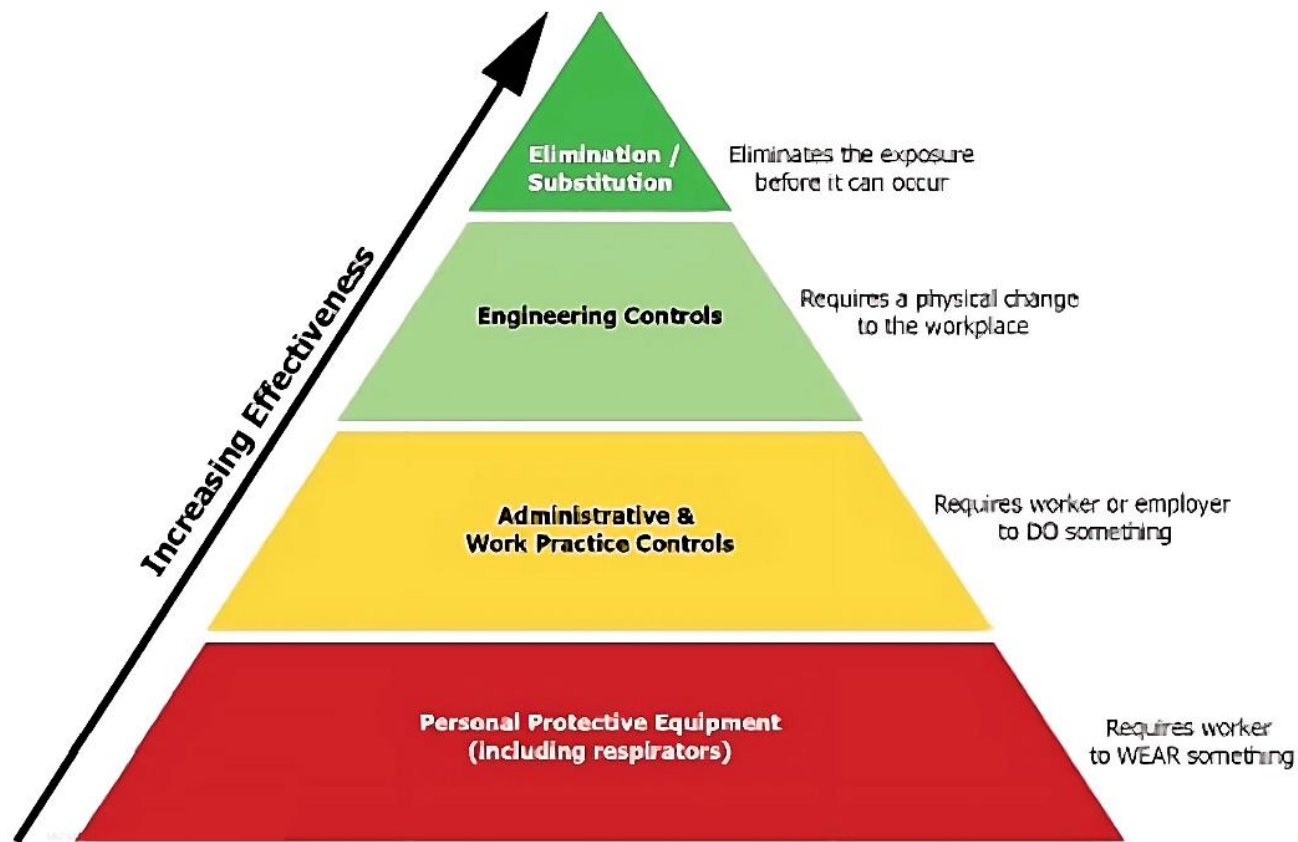 Elimination /
Substitution
Eliminates the exposure
before it can occur
Increasing Effectiveness
Engineering Controls
Requires a physical change
to the workplace
Administrative &
Work Practice Controls
Requires worker or employer
to DO something
Personal Protective Equipment
(including respirators)
Requires worker
to WEAR something